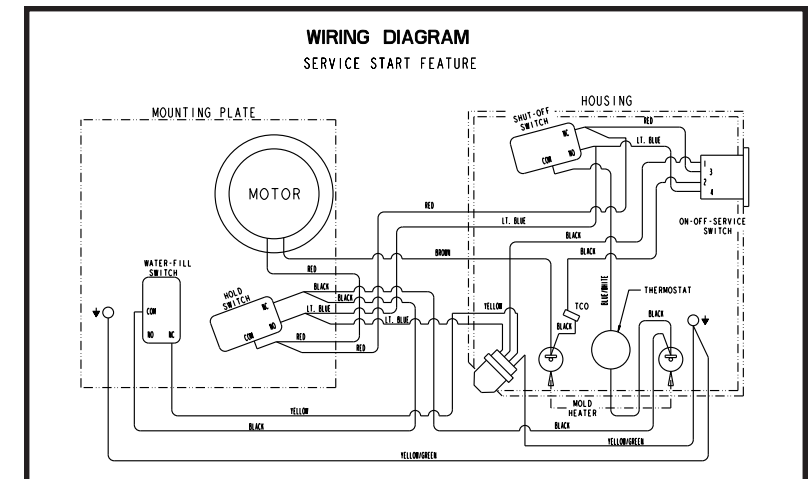 WIRING DIAGRAM
SERVICE START FEATURE
MOUNTING PLATE
HOUSING
SHUT-OFF
SWITCH
NC
NO
COM
RED
LT. BLUE
1
3
2
4
ON-OFF-SERVICE
SWITCH
MOTOR
RED
LT. BLUE
BLACK
BROWN
BLACK
WATER-FILL
SWITCH
COM
NO
NC
RED
HOLD
SWITCH
NC
NO
COM
BLACK
BLACK
LT. BLUE
LT. BLUE
RED
RED
YELLOW
BLUE/WHITE
THERMOSTAT
TCO
BLACK
BLACK
MOLD
HEATER
YELLOW
BLACK
BLACK
YELLOW/GREEN
YELLOW/GREEN